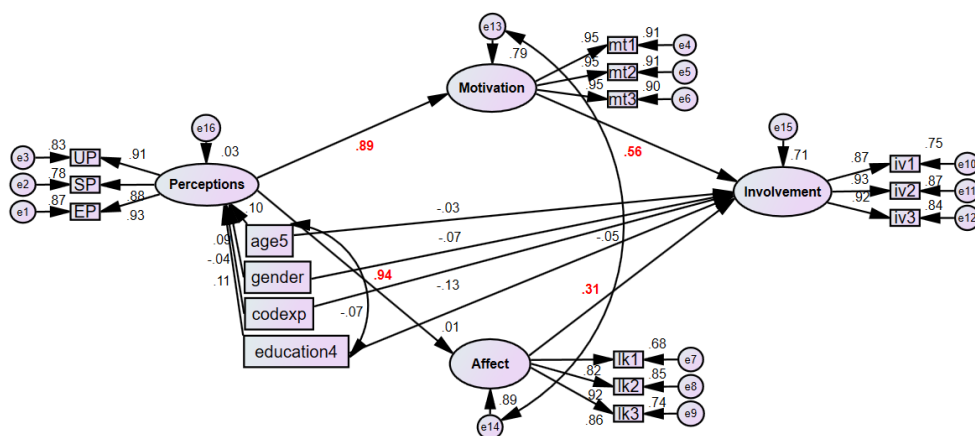 e13
.79
.95
mt1
.91
e4
.95
mt2
.91
e5
.95
mt3
.90
e6
Motivation
e16
.03
e15
.71
.83
e3
UP
.91
.78
e2
SP
.88
.87
e1
EP
.93
Perceptions
.89
.56
Involvement
.87
iv1
.75
e10
.93
iv2
.87
e11
.92
iv3
.84
e12
.10
.09
-.04
.11
age5
gender
codexp
education4
-.03
-.07
-.13
-.05
.94
-.07
.31
.01
Affect
.89
e14
.82
lk1
.68
e7
.92
lk2
.85
e8
.86
lk3
.74
e9